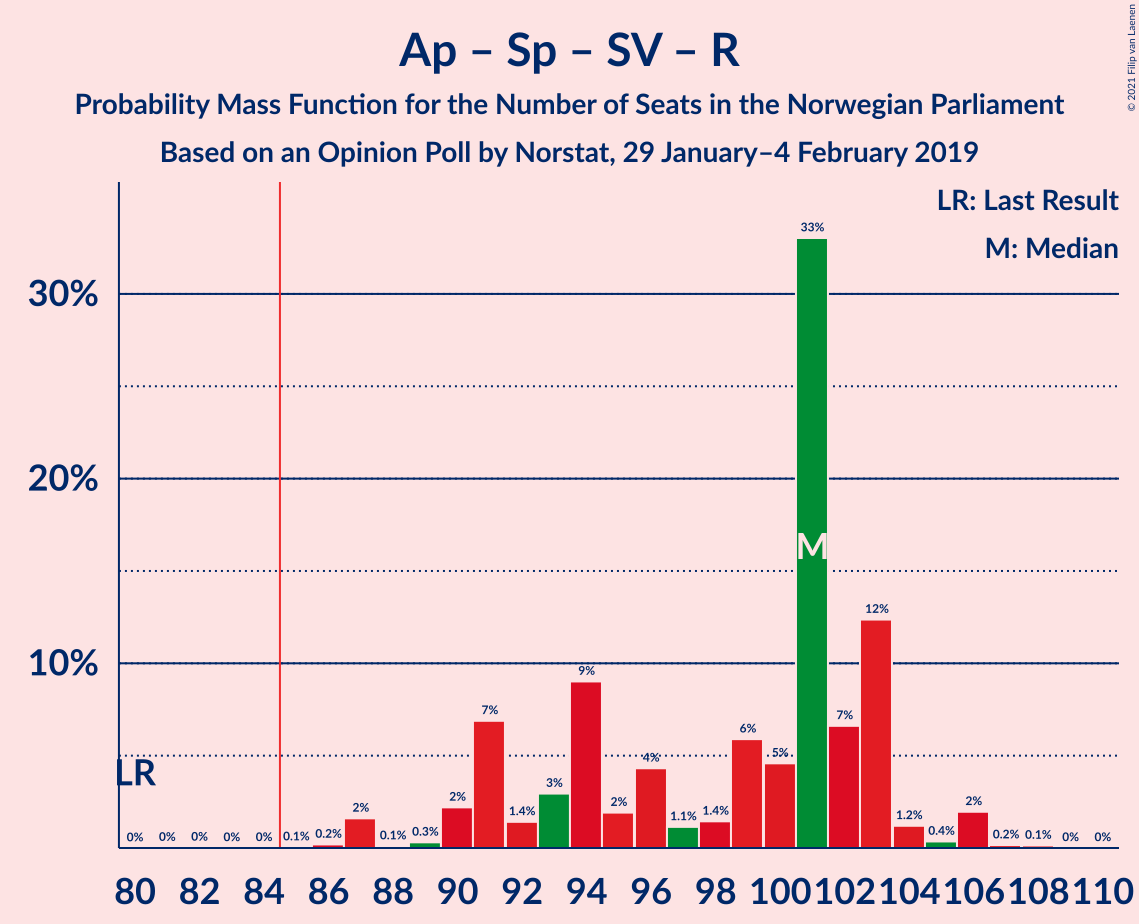 Ap – Sp – SV – R
Probability Mass Function for the Number of Seats in the Norwegian Parliament
Based on an Opinion Poll by Norstat, 29 January–4 February 2019
© 2021 Filip van Laenen
LR: Last Result
M: Median
30%
20%
10%
LR
M
0% 0% 0% 0% 0% 0.1% 0.2% 2% 0.1% 0.3% 2% 7% 1.4% 3% 9% 2% 4% 1.1% 1.4% 6% 5% 33% 7% 12% 1.2% 0.4% 2% 0.2% 0.1% 0% 0%
80 82 84 86 88 90 92 94 96 98 100 102 104 106 108 110